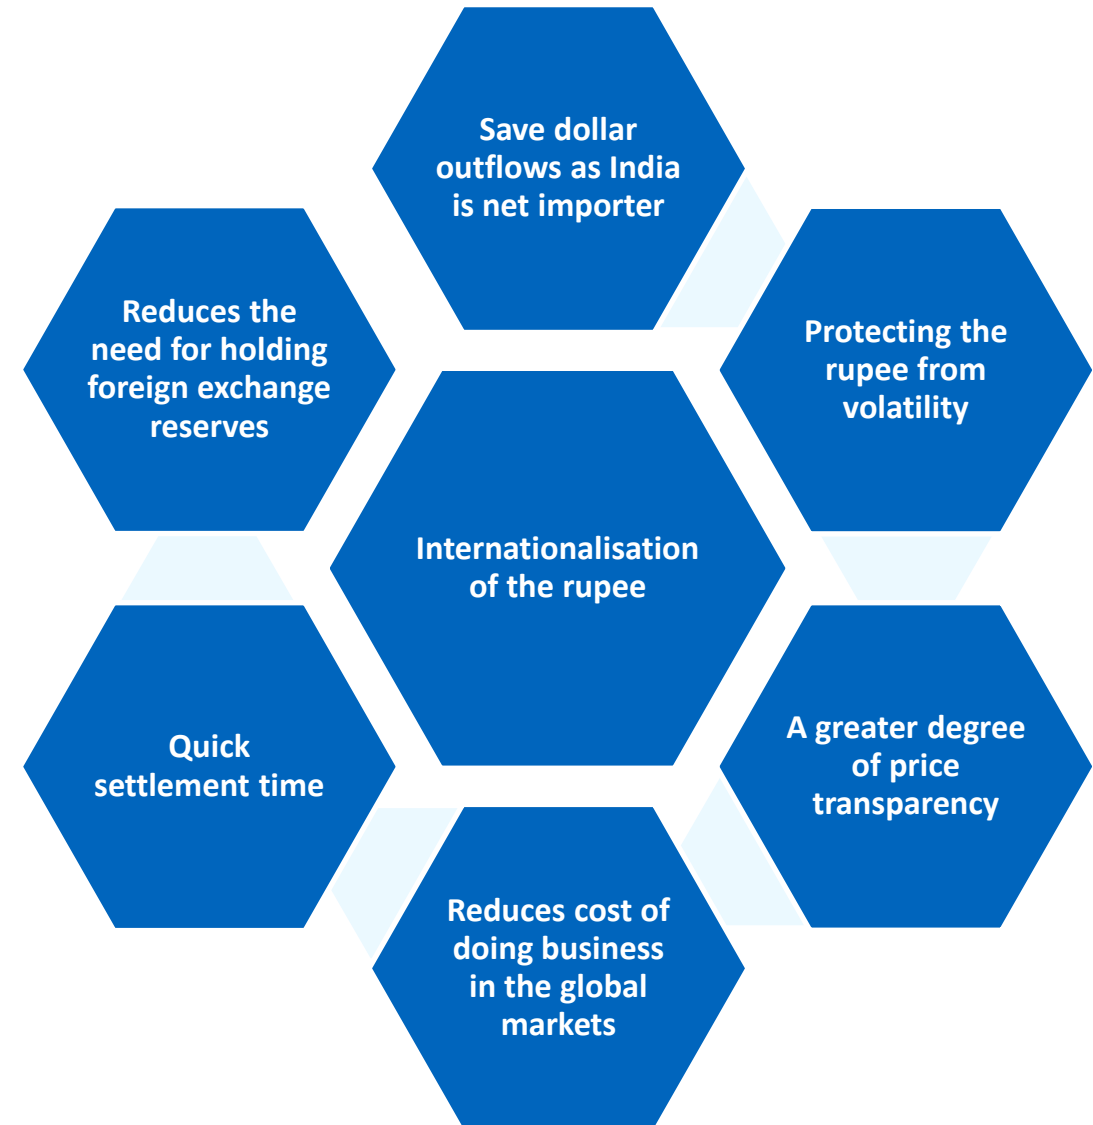 Save dollar
outflows as India
is net importer
Protecting the
rupee from
volatility
A greater degree
of price
transparency
Reduces cost of
doing business
in the global
markets
Quick
settlement time
Reduces the
need for holding
foreign exchange
reserves
Internationalisation
of the rupee